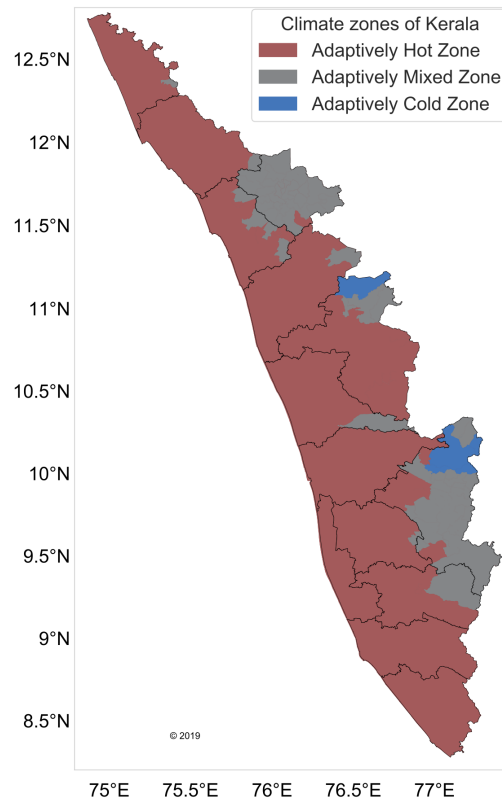 Climate zones of Kerala
Adaptively Hot Zone
Adaptively Mixed Zone
Adaptively Cold Zone
12.5°N
12°N
11.5°N
11°N
10.5°N
10°N
9.5°N
9°N
8.5°N
© 2019
75°E 75.5°E 76°E 76.5°E 77°E